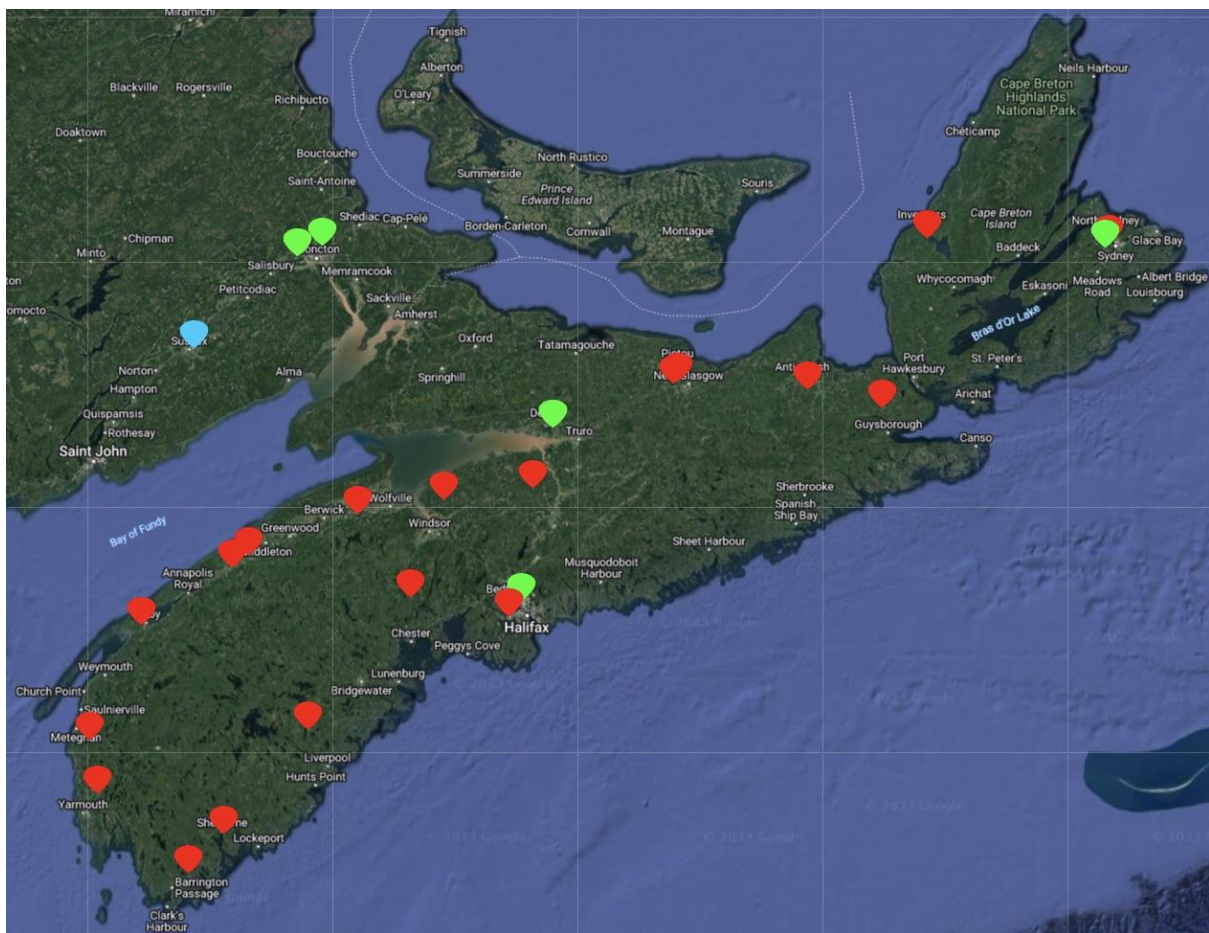 Miramichi
Tignish
Blackville
Rogersville
Alberton
Neils Harbour
O'Leary
Richibucto
Cape Breton
Highlands
National Park
Doaktown
Chéticamp
Bouctouche
North Rustico
Saint-Antoine
Summerside
Souris
Prince
Edward Island
Shediac
Cap-Pelé
Cape Breton
Island
Borden-Carleton
Cornwall
Montague
Chipman
Glace Bay
Minto
Baddeck
Sydney
Salisbury
Memramcook
Whycocomagh
Eskasoni
Meadows
Road
Albert Bridge
Louisbourg
Petitcodiac
Sackville
Amherst
Bras d'Or Lake
Oxford
Tatamagouche
Port
Hawkesbury
St. Peter's
Norton
Alma
Springhill
Hampton
Arichat
Quispamsis
Rothesay
Guysborough
Truro
Canso
Saint John
Sherbrooke
Spanish
Ship Bay
Wolfville
Berwick
Windsor
Greenwood
Bay of Fundy
Sheet Harbour
Annapolis
Royal
Musquodoboit
Harbour
Halifax
Chester
Peggys Cove
Weymouth
Lunenburg
Church Point
Bridgewater
Saulnierville
Liverpool
Hunts Point
Yarmouth
Lockeport
Barrington
Passage
Clark's
Harbour